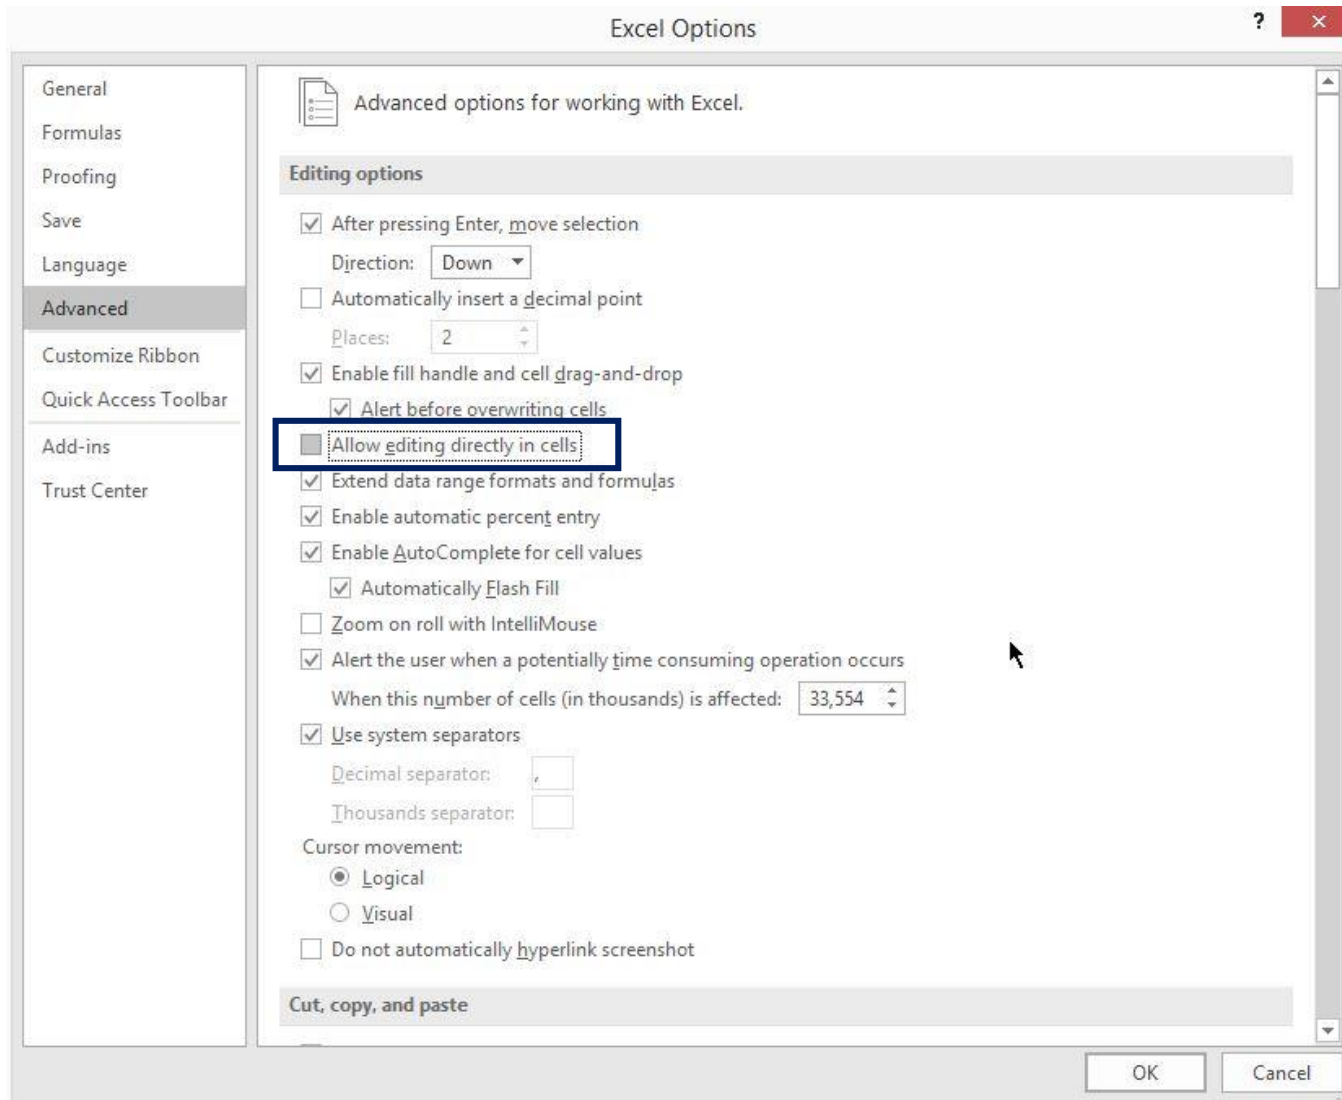 Excel Options
?
General
Formulas
Proofing
Save
Language
Advanced
Customize Ribbon
Quick Access Toolbar
Add-ins
Trust Center
Advanced options for working with Excel.
Editing options
After pressing Enter, move selection
Direction: Down
Automatically insert a decimal point
Places: 2
Enable fill handle and cell drag-and-drop
Alert before overwriting cells
Allow editing directly in cells
Extend data range formats and formulas
Enable automatic percent entry
Enable AutoComplete for cell values
Automatically Flash Fill
Zoom on roll with IntelliMouse
Alert the user when a potentially time consuming operation occurs
When this number of cells (in thousands) is affected: 33,554
Use system separators
Decimal separator: ,
Thousands separator:
Cursor movement:
Logical
Visual
Do not automatically hyperlink screenshot
Cut, copy, and paste
OK Cancel